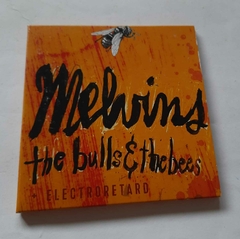 Melvins
the bulls & the bees
+ ELECTRORETARD